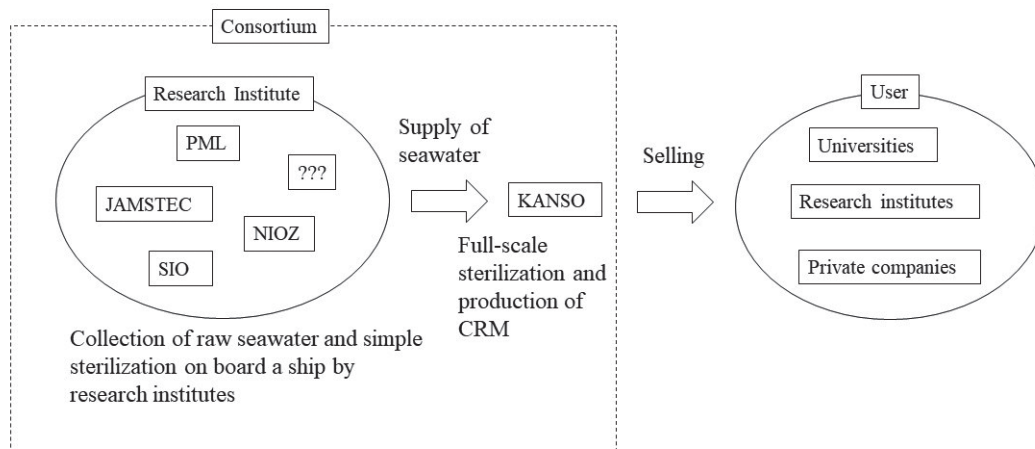 Consortium
Research Institute
PML
???
JAMSTEC
NIOZ
SIO
Collection of raw seawater and simple
sterilization on board a ship by
research institutes
Supply of
seawater
KANSO
Full-scale
sterilization and
production of
CRM
Selling
User
Universities
Research institutes
Private companies